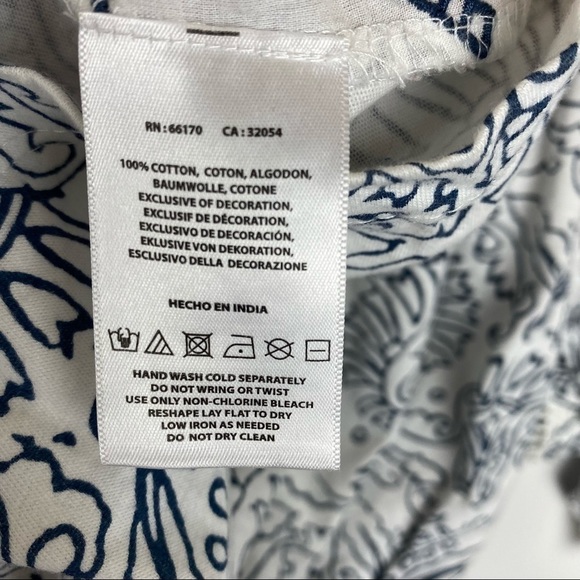 RN : 66170 CA : 32054
100% COTTON, COTON, ALGODON,
BAUMWOLLE, COTONE
EXCLUSIVE OF DECORATION,
EXCLUSIF DE DÉCORATION,
EXCLUSIVO DE DECORACIÓN,
EKLUSIVE VON DEKORATION,
ESCLUSIVO DELLA DECORAZIONE
HECHO EN INDIA
HAND WASH COLD SEPARATELY
DO NOT WRING OR TWIST
USE ONLY NON-CHLORINE BLEACH
RESHAPE LAY FLAT TO DRY
LOW IRON AS NEEDED
DO NOT DRY CLEAN